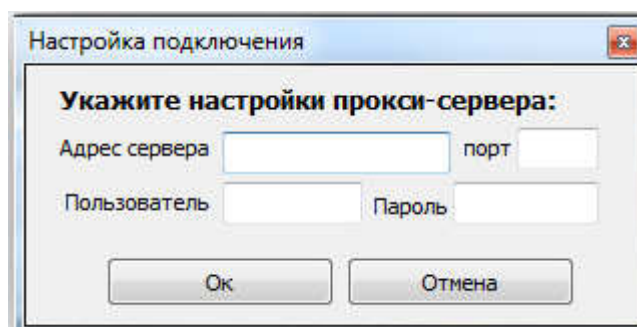 Настройка подключения
Укажите настройки прокси-сервера:
Адрес сервера порт
Пользователь Пароль
Ок Отмена